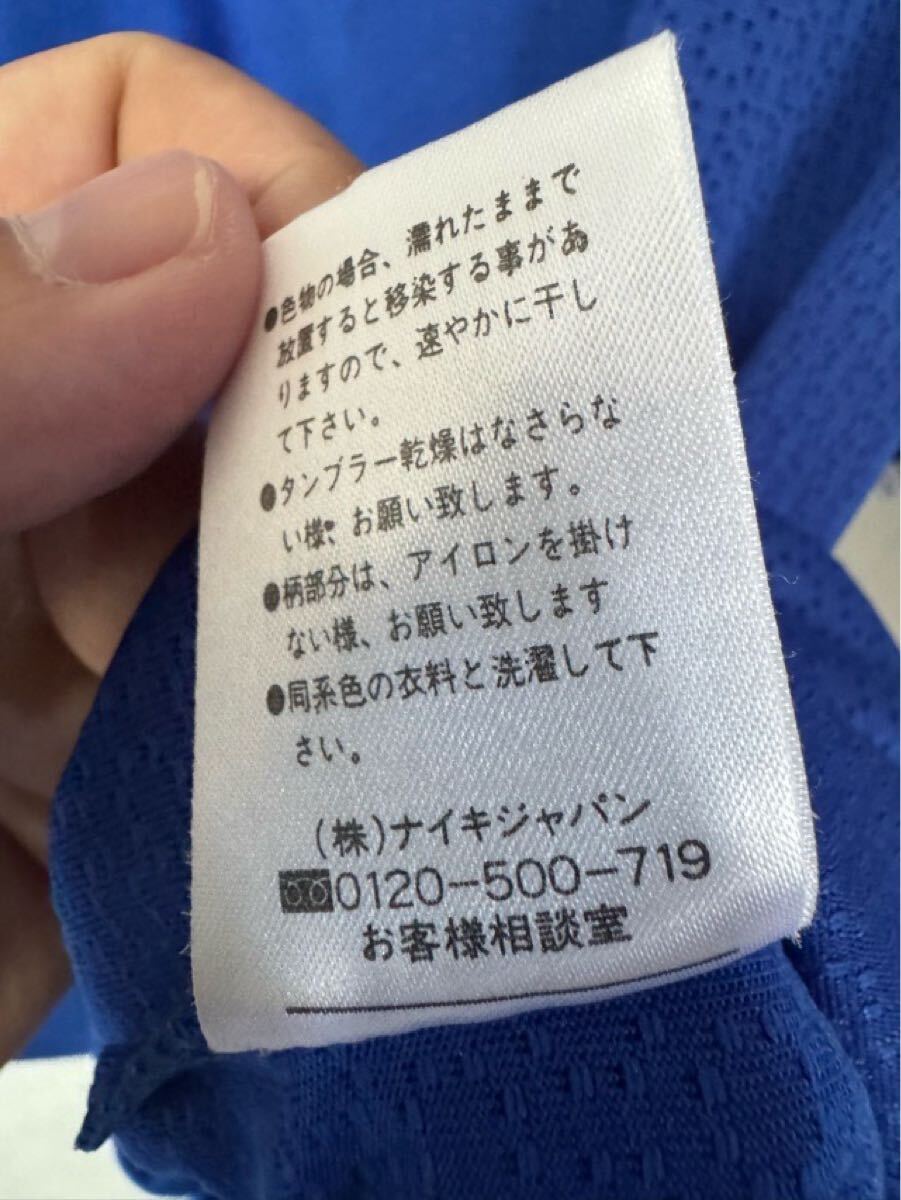 ●色物の場合、濡れたままで
放置すると移染する事があ
りますので、速やかに干し
て下さい。
●タンブラー乾燥はなさらな
い様、お願い致します。
●柄部分は、アイロンを掛け
ない様、お願い致します
●同系色の衣料と洗濯して下
さい。
(株)ナイキジャパン
0120-500-719
お客様相談室